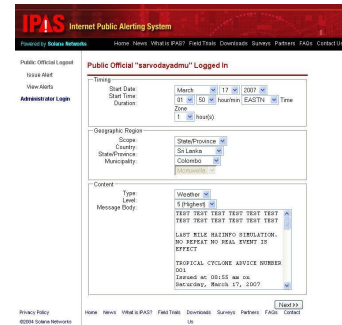 IPAS Internet Public Alerting System
Powered by Solana Networks
Home News What is IPAS? Field Trials Downloads Surveys Partners FAQs Contact Us
Public Official Logout
Issue Alert
View Alerts
Administrator Login
Public Official "sarvodayadmu" Logged In
Timing
Start Date: March 17 2007
Start Time: 01 50 hour/min EASTN Time Zone
Duration: 1 hour(s)
Geographic Region
Scope: State/Province
Country: Sri Lanka
State/Province: Colombo
Municipality:
Content
Type: Weather
Level: 5 (Highest)
Message Body:
TEST TEST TEST TEST TEST TEST
TEST TEST TEST TEST TEST TEST
LAST MILE HAZINFO SIMULATION.
NO REPEAT NO REAL EVENT IS
EFFECT
TROPICAL CYCLONE ADVICE NUMBER
001
Issued at 08:55 am on
Saturday, March 17, 2007
Next >>
Privacy Policy
©2004 Solana Networks
Home News What is IPAS? Field Trials Downloads Surveys Partners FAQs Contact
Us